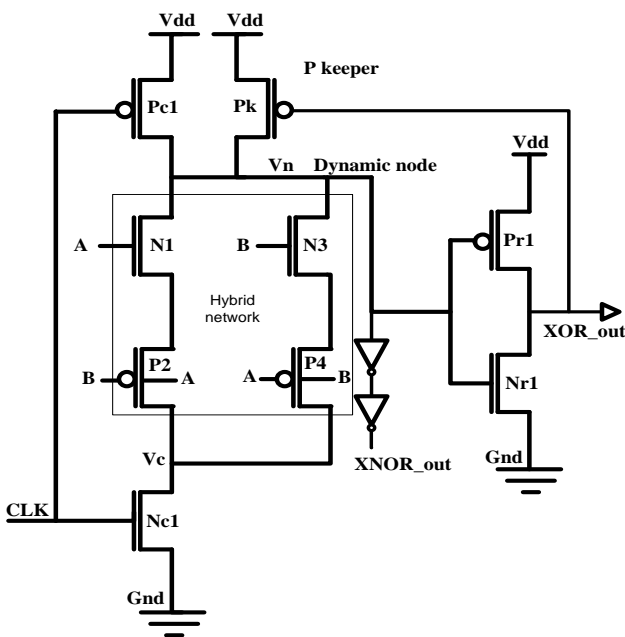 Vdd
Vdd
P keeper
Pc1
Pk
Vdd
Vn
Dynamic node
A
N1
B
N3
Pr1
Hybrid
network
XOR_out
B
P2
A
A
P4
B
Nr1
Vc
XNOR_out
Gnd
CLK
Nc1
Gnd